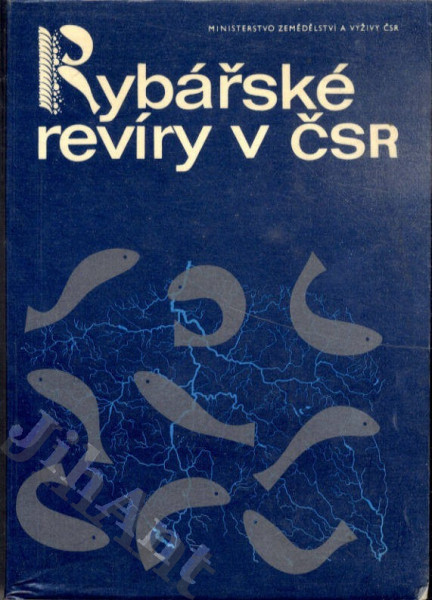 MINISTERSTVO ZEMĚDĚLSTVÍ A VÝŽIVY ČSR
Rybářské
revíry v ČSR
JihAnt